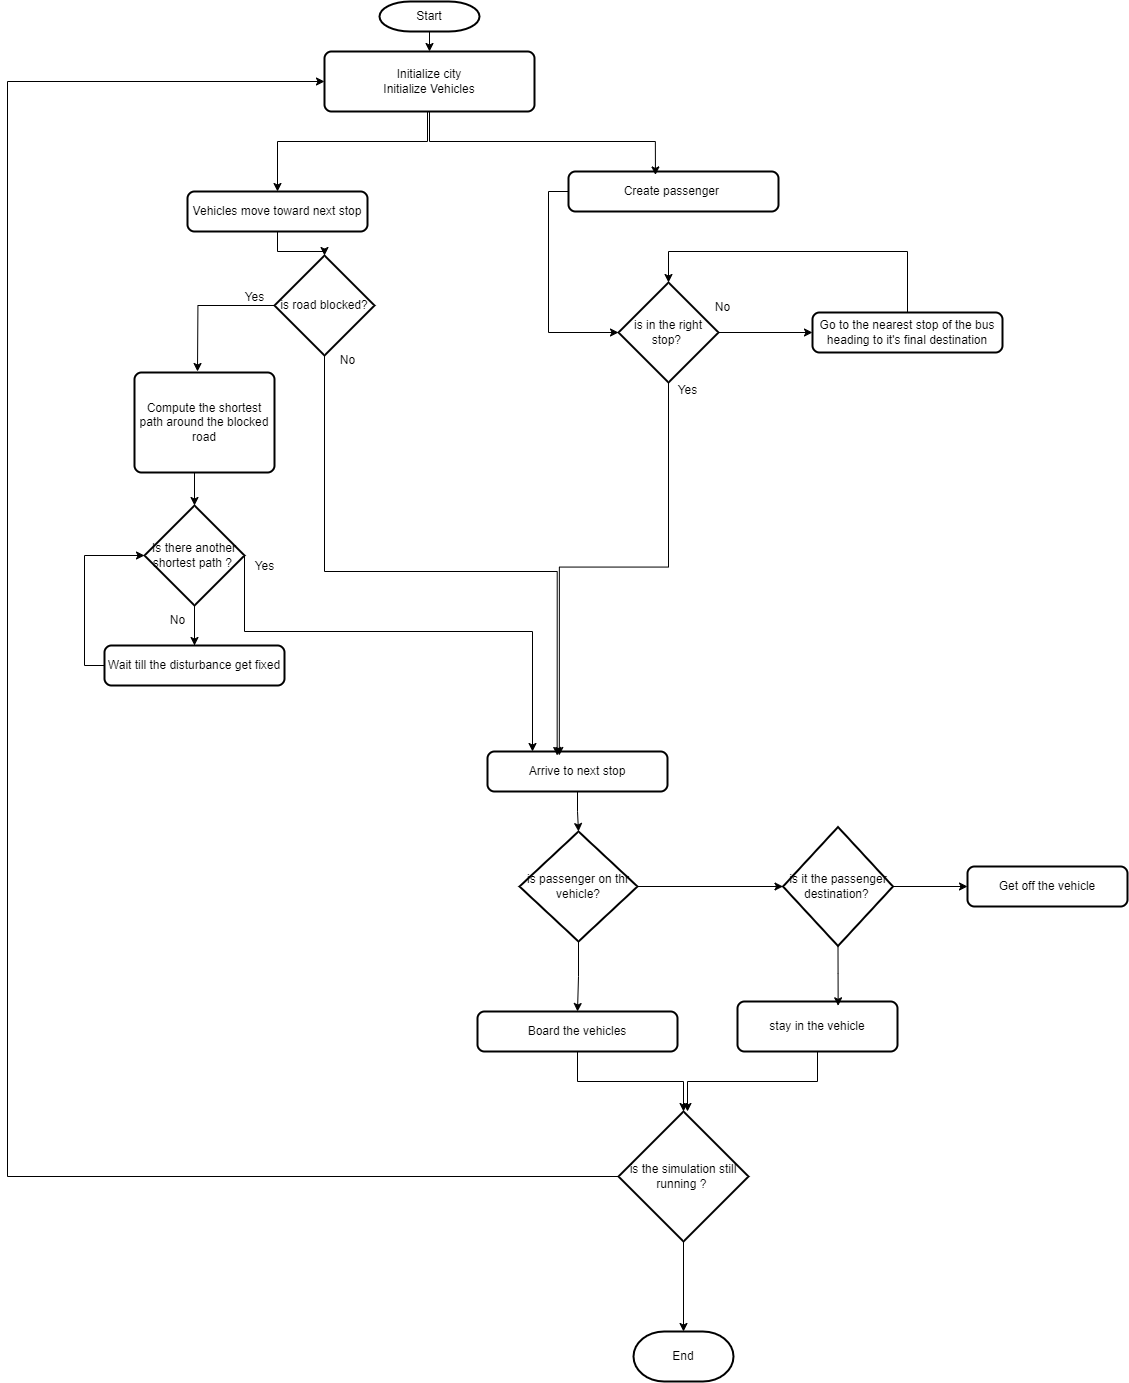 Start
Initialize city
Initialize Vehicles
Vehicles move toward next stop
Create passenger
is road blocked?
Yes
No
is in the right
stop?
No
Yes
Go to the nearest stop of the bus
heading to it's final destination
Compute the shortest
path around the blocked
road
is there another
shortest path ?
Yes
No
Wait till the disturbance get fixed
Arrive to next stop
is passenger on thr
vehicle?
is it the passenger
destination?
Get off the vehicle
Board the vehicles
stay in the vehicle
is the simulation still
running ?
End